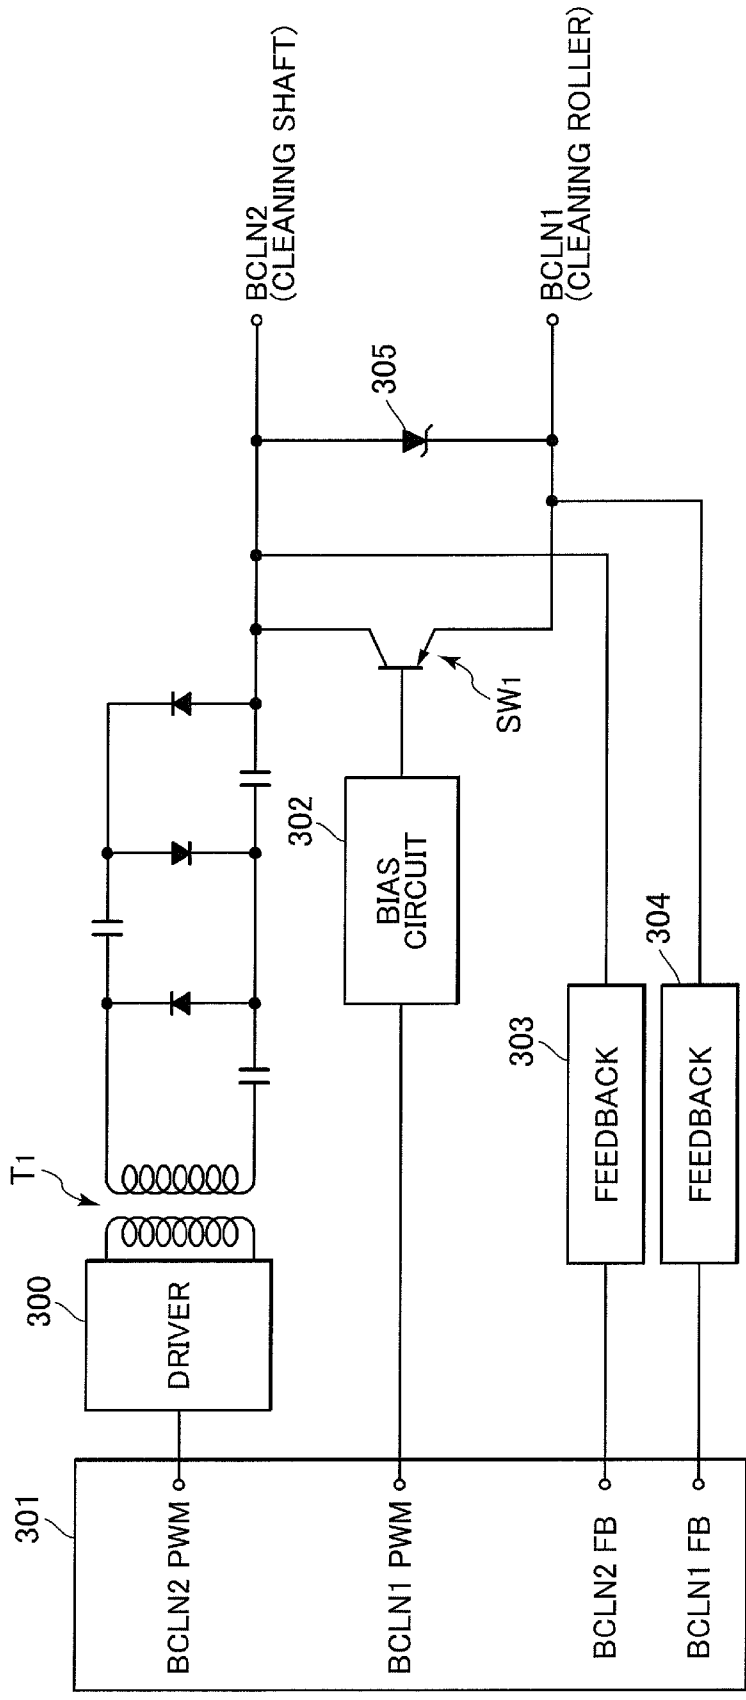 301
BCLN2 PWM
BCLN1 PWM
BCLN2 FB
BCLN1 FB
300
DRIVER
T1
302
BIAS
CIRCUIT
303
FEEDBACK
304
FEEDBACK
SW1
305
BCLN2
(CLEANING SHAFT)
BCLN1
(CLEANING ROLLER)